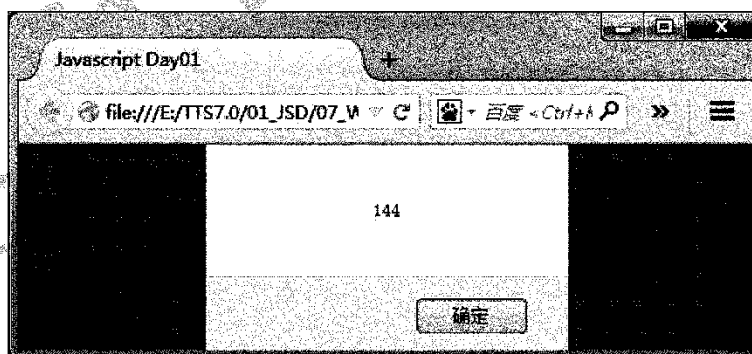 Javascript Day01
file:///E:/TTS7.0/01_JSD/07_W
百度 <Ctrl+
144
确定